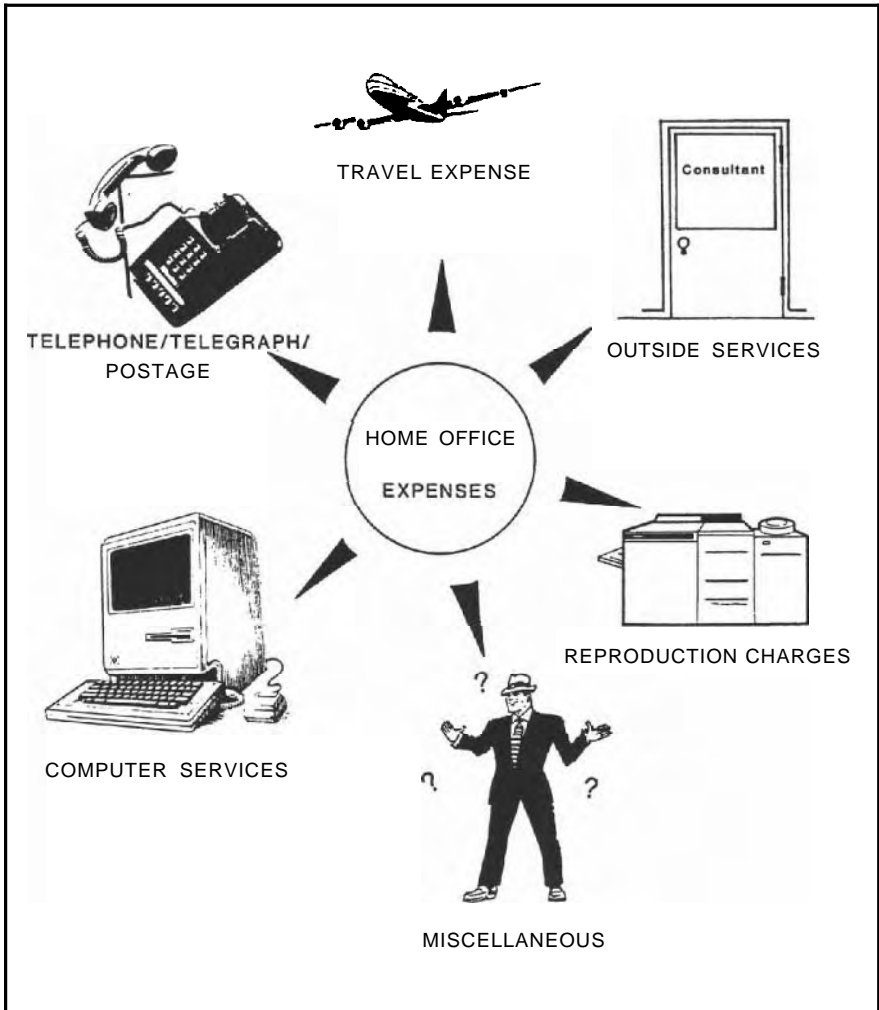 TRAVEL EXPENSE
Consultant
TELEPHONE/TELEGRAPH/
POSTAGE
OUTSIDE SERVICES
HOME OFFICE
EXPENSES
REPRODUCTION CHARGES
?
?
?
COMPUTER SERVICES
MISCELLANEOUS